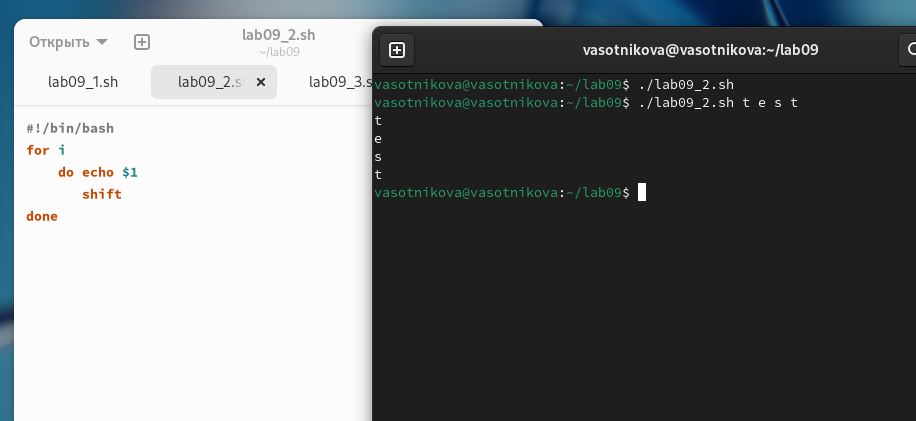 Открыть
lab09_2.sh
~/lab09
lab09_1.sh
lab09_2.s
lab09_3.s
#!/bin/bash
for i
do echo $1
shift
done
vasotnikova@vasotnikova:~/lab09
vasotnikova@vasotnikova:~/lab09$ ./lab09_2.sh
vasotnikova@vasotnikova:~/lab09$ ./lab09_2.sh t e s t
t
e
s
t
vasotnikova@vasotnikova:~/lab09$